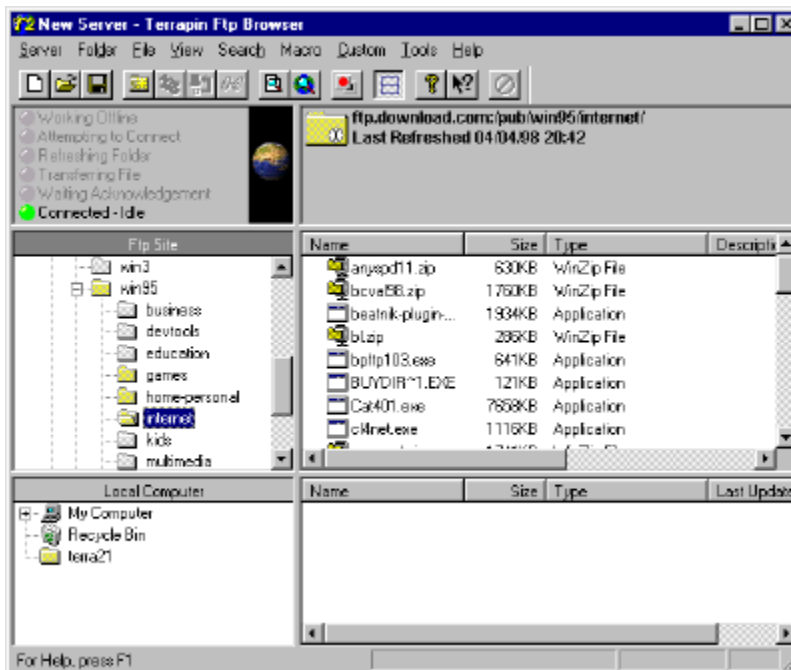 New Server - Terrapin Ftp Browser
Server Folder File View Search Macro Custom Tools Help
Working Offline
Attempting to Connect
Refreshing Folder
Transferring File
Waiting Acknowledgement
Connected - Idle
ftp.download.com:/pub/win95/internet/
Last Refreshed 04/04/98 20:42
Ftp Site
win3
win95
business
devtools
education
games
home-personal
internet
kids
multimedia
Name Size Type Descripti
anyspd11.zip 630KB WinZip File
bcval98.zip 1760KB WinZip File
beatnik-plugin-... 1934KB Application
bl.zip 286KB WinZip File
bpftp103.exe 641KB Application
BUYDIR~1.EXE 121KB Application
Cat401.exe 7658KB Application
ck4net.exe 1116KB Application
Local Computer
My Computer
Recycle Bin
terra21
Name Size Type Last Update
For Help, press F1